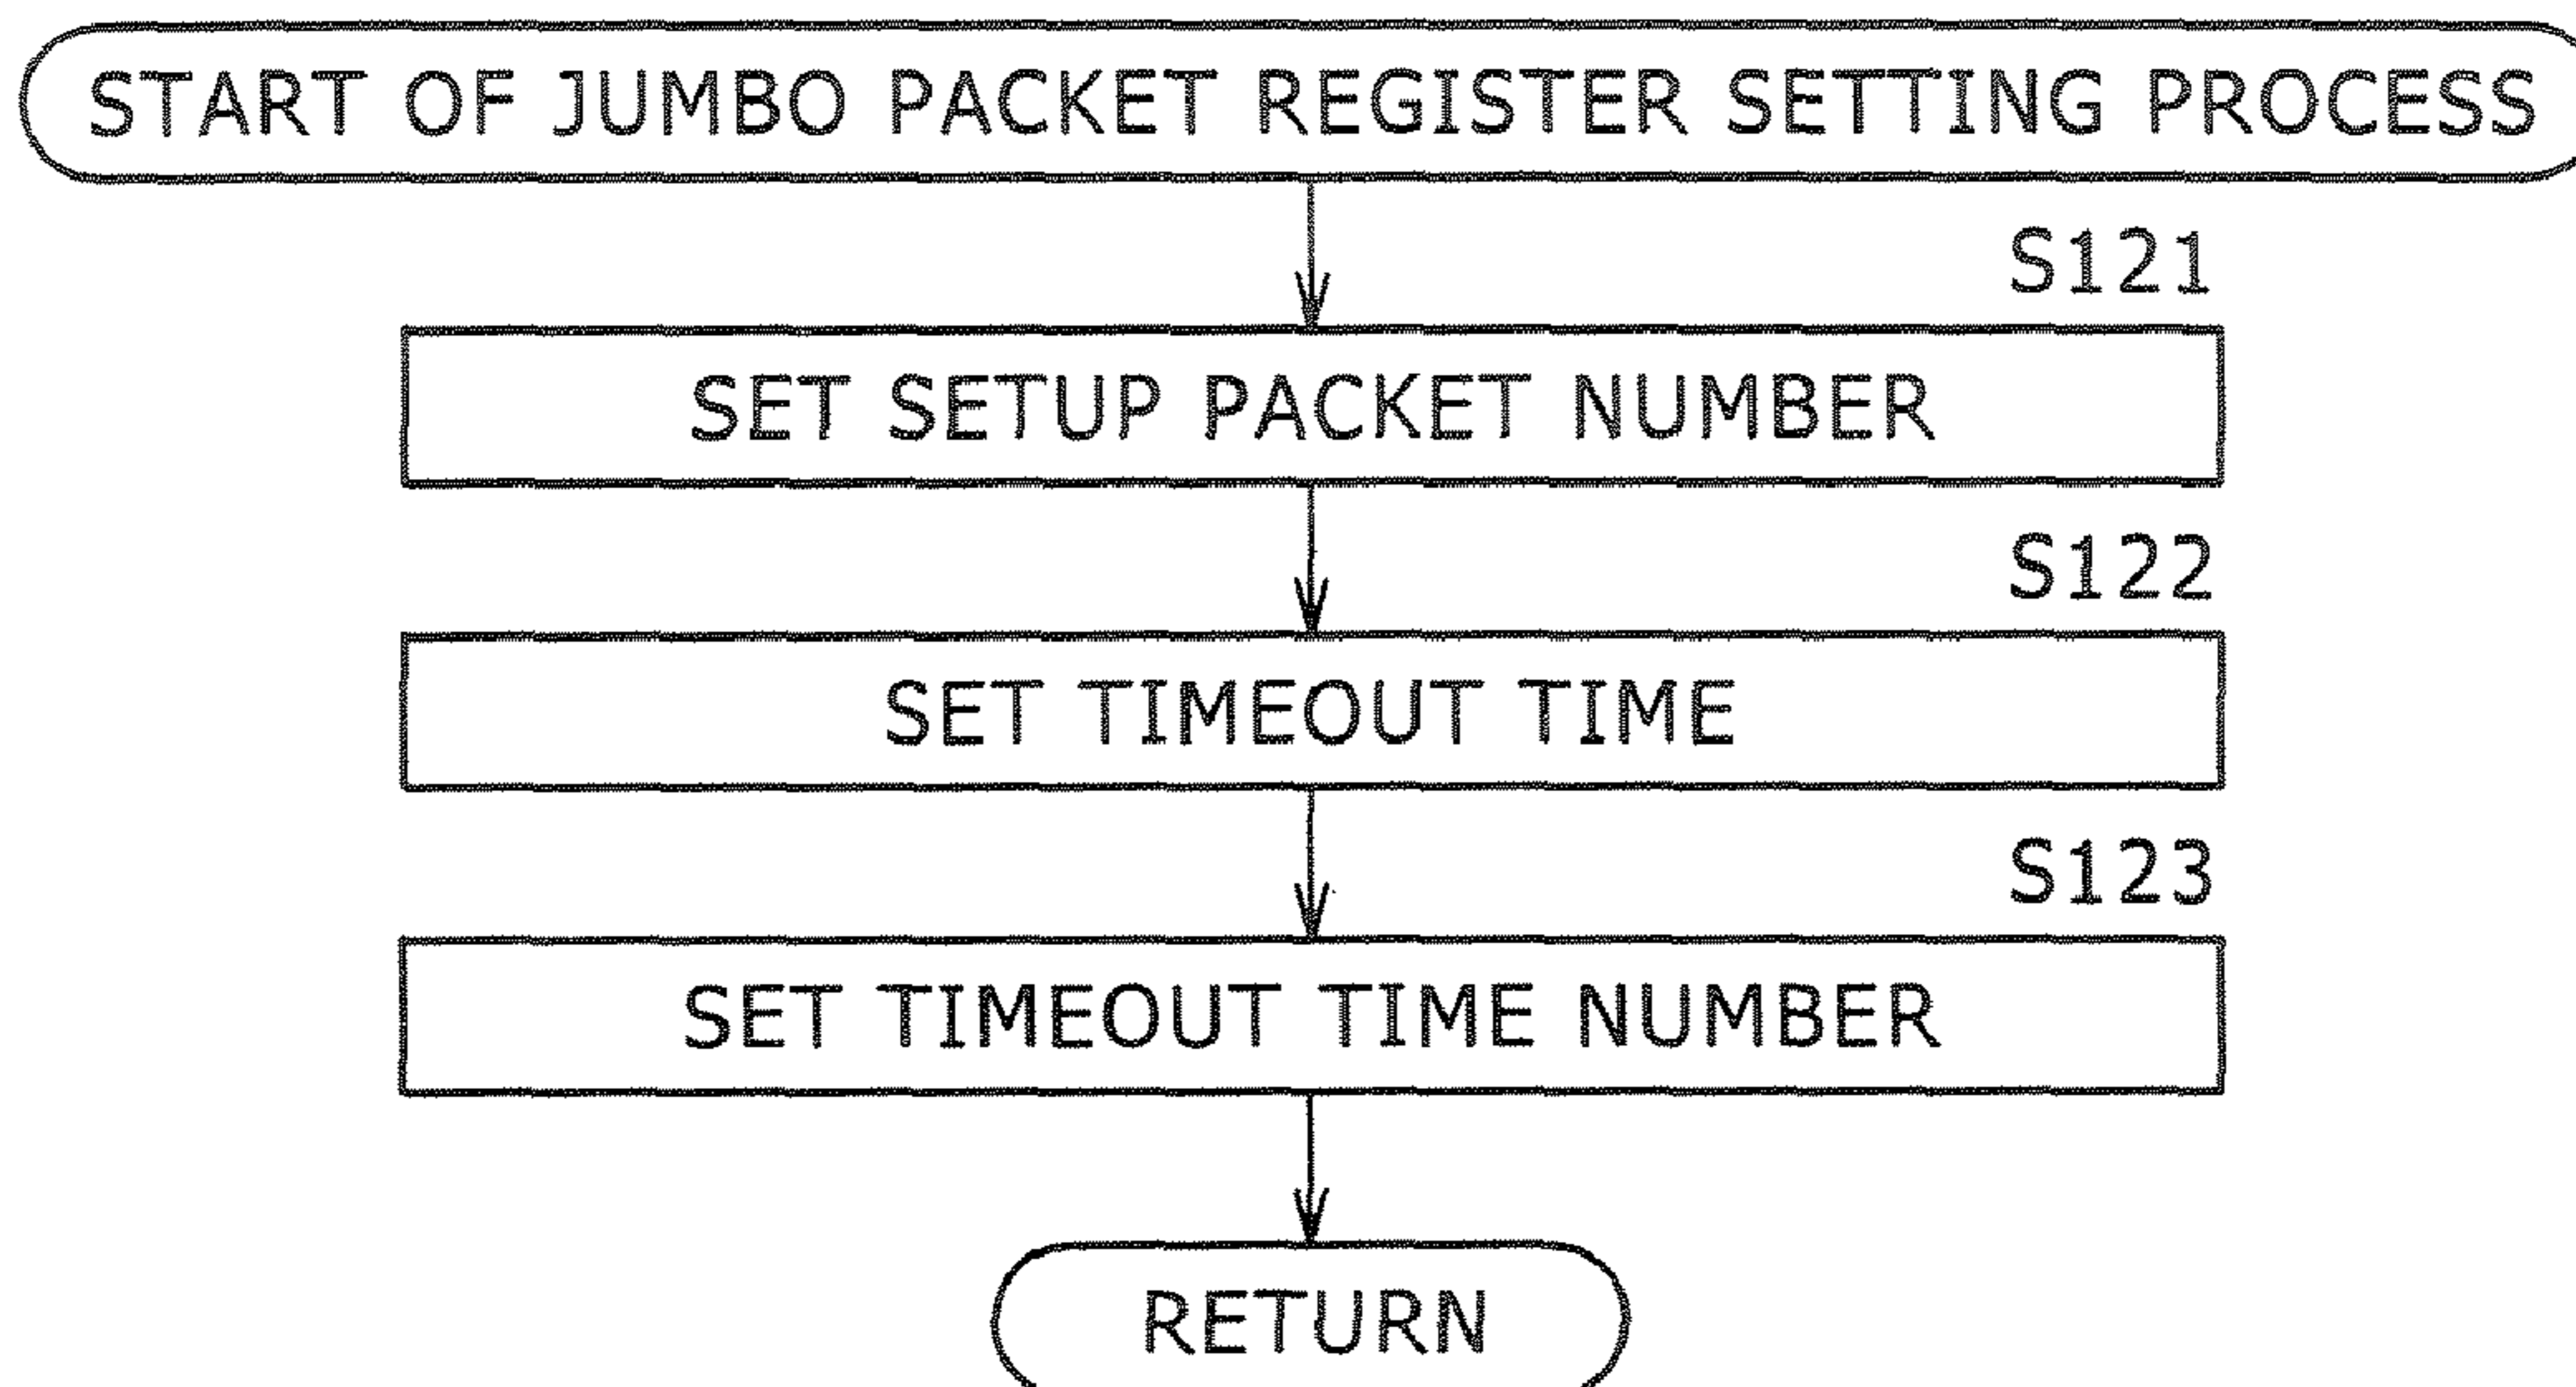 START OF JUMBO PACKET REGISTER SETTING PROCESS
S121
SET SETUP PACKET NUMBER
S122
SET TIMEOUT TIME
S123
SET TIMEOUT TIME NUMBER
RETURN